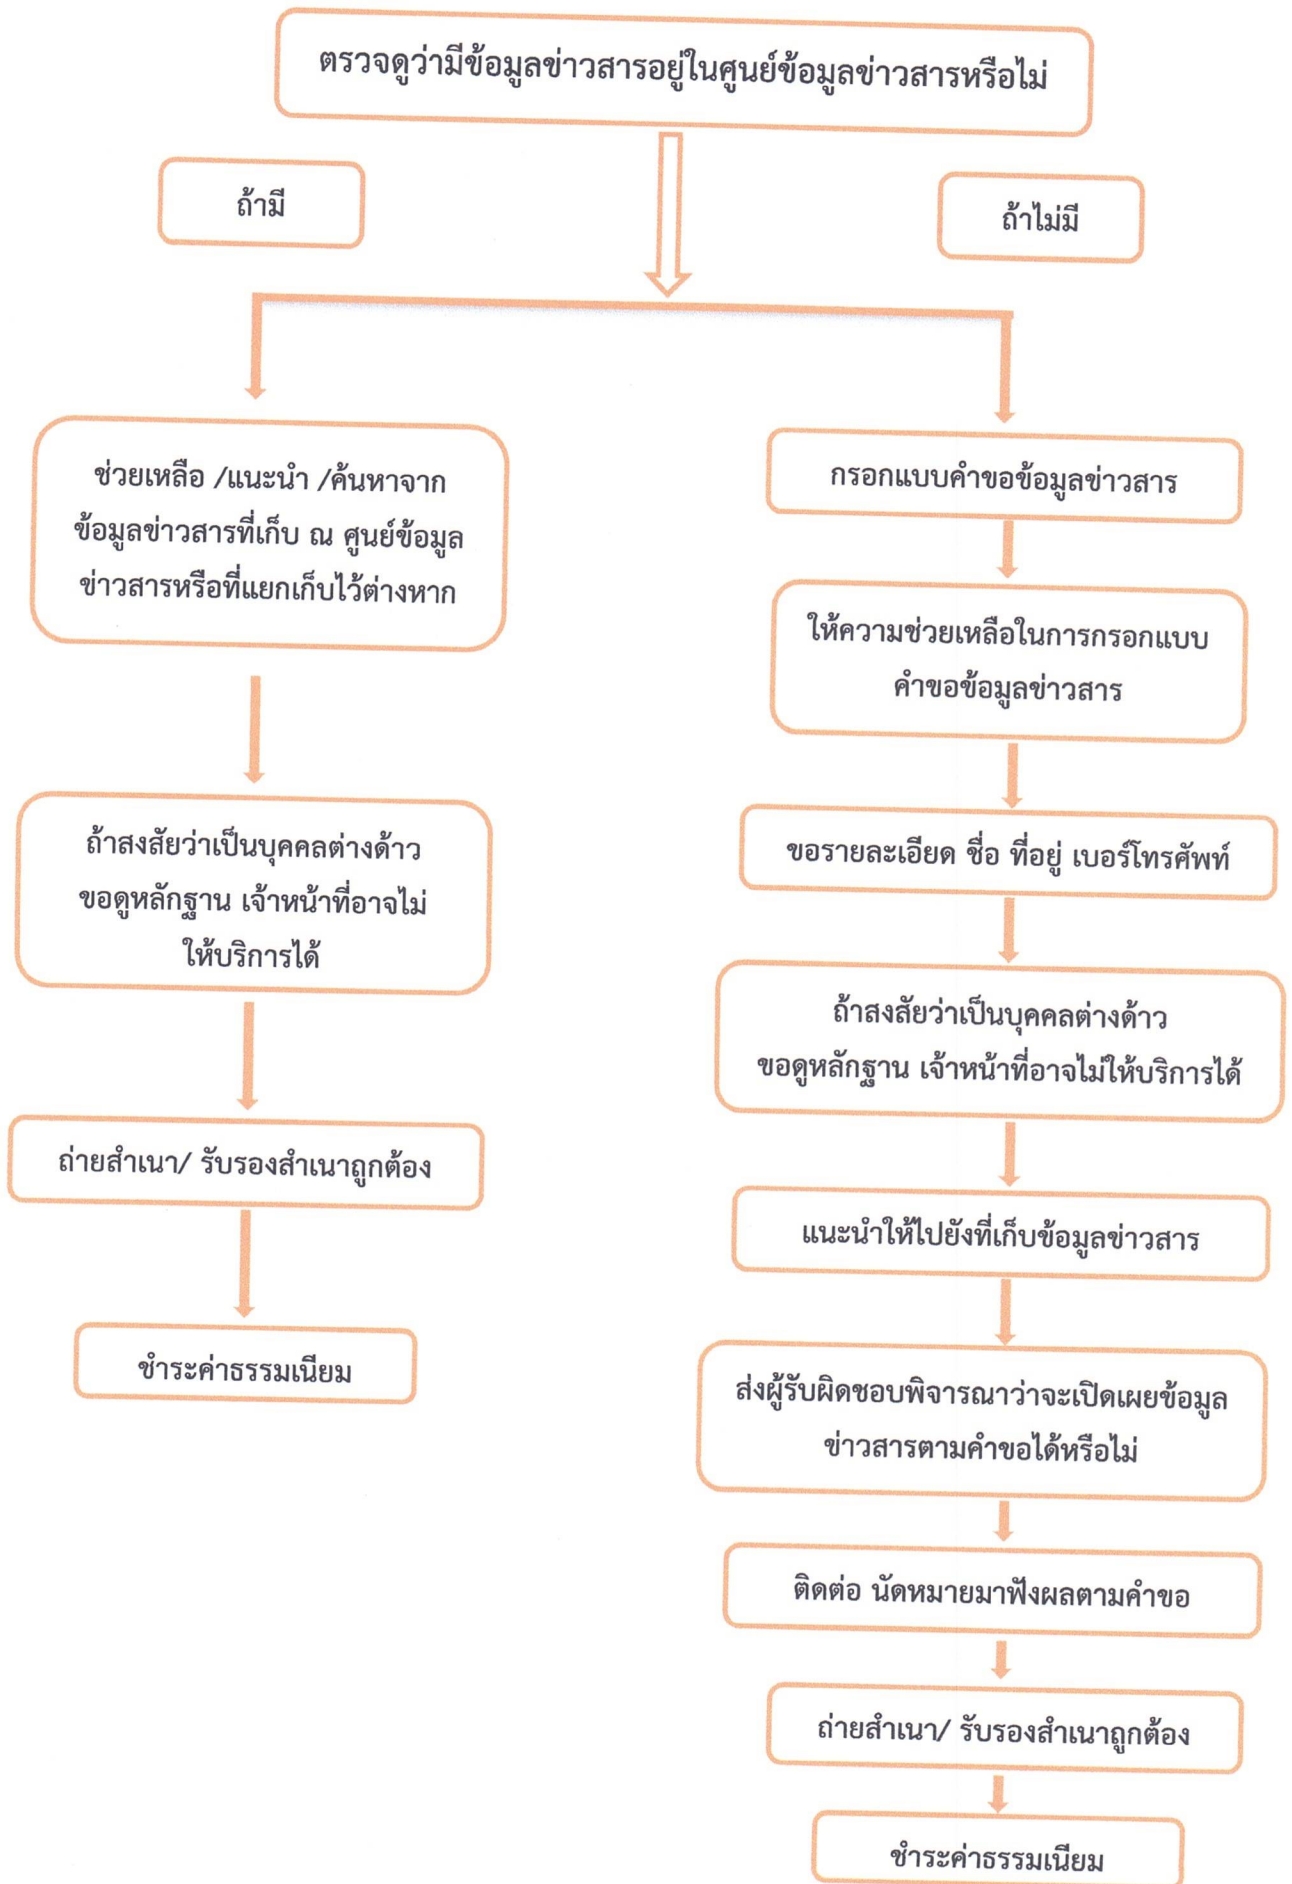 ตรวจดูว่ามีข้อมูลข่าวสารอยู่ในศูนย์ข้อมูลข่าวสารหรือไม่
ถ้ามี
ถ้าไม่มี
ช่วยเหลือ /แนะนำ /ค้นหาจาก
ข้อมูลข่าวสารที่เก็บ ณ ศูนย์ข้อมูล
ข่าวสารหรือที่แยกเก็บไว้ต่างหาก
ถ้าสงสัยว่าเป็นบุคคลต่างด้าว
ขอดูหลักฐาน เจ้าหน้าที่อาจไม่
ให้บริการได้
ถ่ายสำเนา/ รับรองสำเนาถูกต้อง
ชำระค่าธรรมเนียม
กรอกแบบคำขอข้อมูลข่าวสาร
ให้ความช่วยเหลือในการกรอกแบบ
คำขอข้อมูลข่าวสาร
ขอรายละเอียด ชื่อ ที่อยู่ เบอร์โทรศัพท์
ถ้าสงสัยว่าเป็นบุคคลต่างด้าว
ขอดูหลักฐาน เจ้าหน้าที่อาจไม่ให้บริการได้
แนะนำให้ไปยังที่เก็บข้อมูลข่าวสาร
ส่งผู้รับผิดชอบพิจารณาว่าจะเปิดเผยข้อมูล
ข่าวสารตามคำขอได้หรือไม่
ติดต่อ นัดหมายมาฟังผลตามคำขอ
ถ่ายสำเนา/ รับรองสำเนาถูกต้อง
ชำระค่าธรรมเนียม